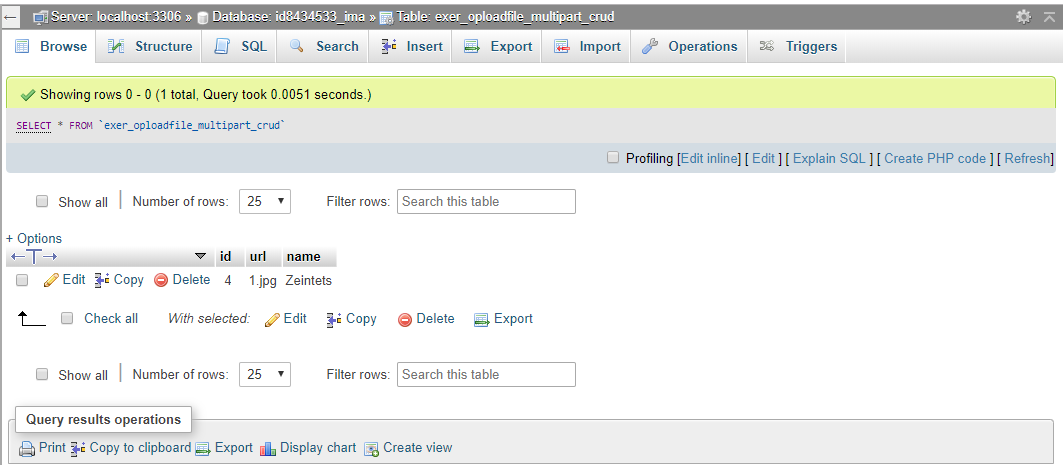 Server: localhost:3306 » Database: id8434533_ima » Table: exer_oploadfile_multipart_crud
Browse Structure SQL Search Insert Export Import Operations Triggers
Showing rows 0 - 0 (1 total, Query took 0.0051 seconds.)
SELECT * FROM `exer_oploadfile_multipart_crud`
Profiling [Edit inline] [ Edit ] [ Explain SQL ] [ Create PHP code ] [ Refresh]
Show all Number of rows: 25 Filter rows: Search this table
+ Options
id url name
Edit Copy Delete 4 1.jpg Zeintets
Check all With selected: Edit Copy Delete Export
Show all Number of rows: 25 Filter rows: Search this table
Query results operations
Print Copy to clipboard Export Display chart Create view